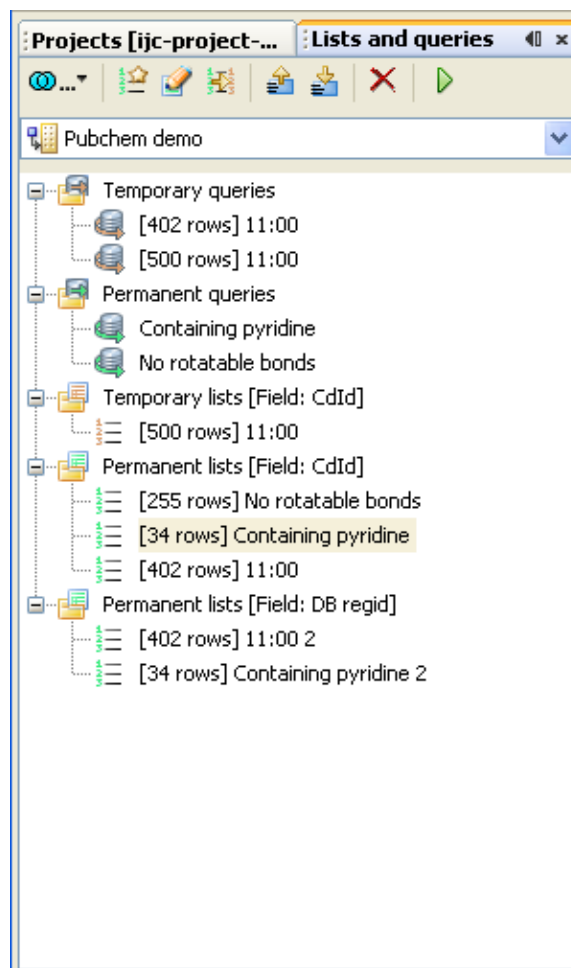 Projects [ijc-project-... Lists and queries
...
Pubchem demo
Temporary queries
[402 rows] 11:00
[500 rows] 11:00
Permanent queries
Containing pyridine
No rotatable bonds
Temporary lists [Field: CdId]
[500 rows] 11:00
Permanent lists [Field: CdId]
[255 rows] No rotatable bonds
[34 rows] Containing pyridine
[402 rows] 11:00
Permanent lists [Field: DB regid]
[402 rows] 11:00 2
[34 rows] Containing pyridine 2